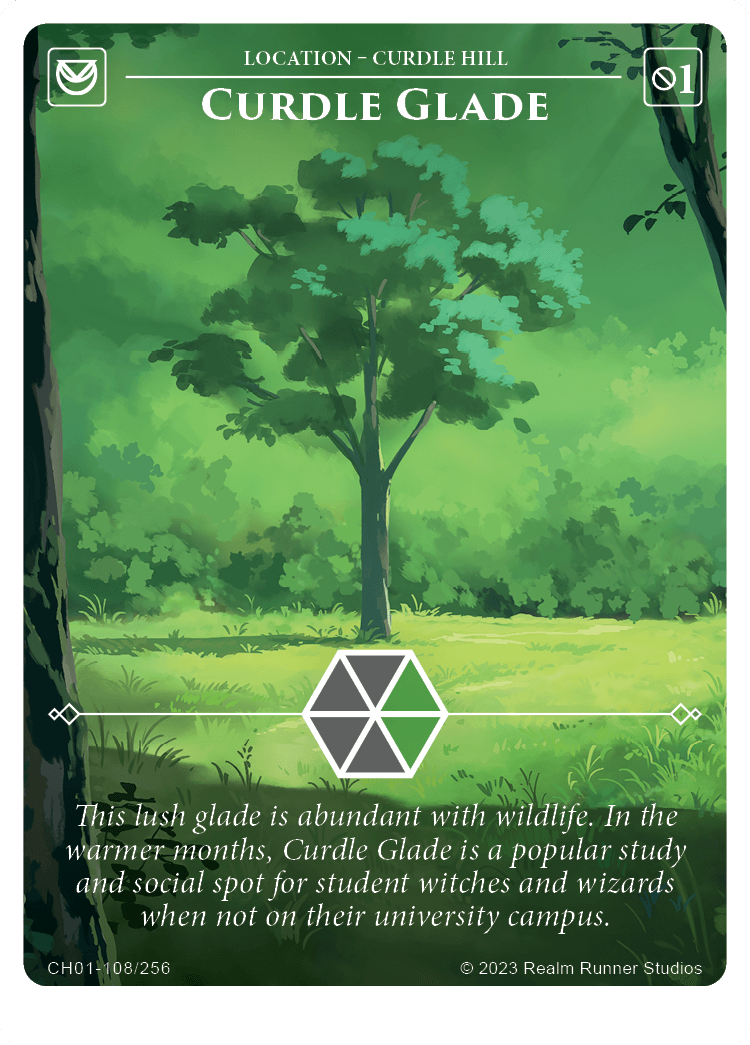 LOCATION – CURDLE HILL
CURDLE GLADE
1
This lush glade is abundant with wildlife. In the
warmer months, Curdle Glade is a popular study
and social spot for student witches and wizards
when not on their university campus.
CH01-108/256
© 2023 Realm Runner Studios